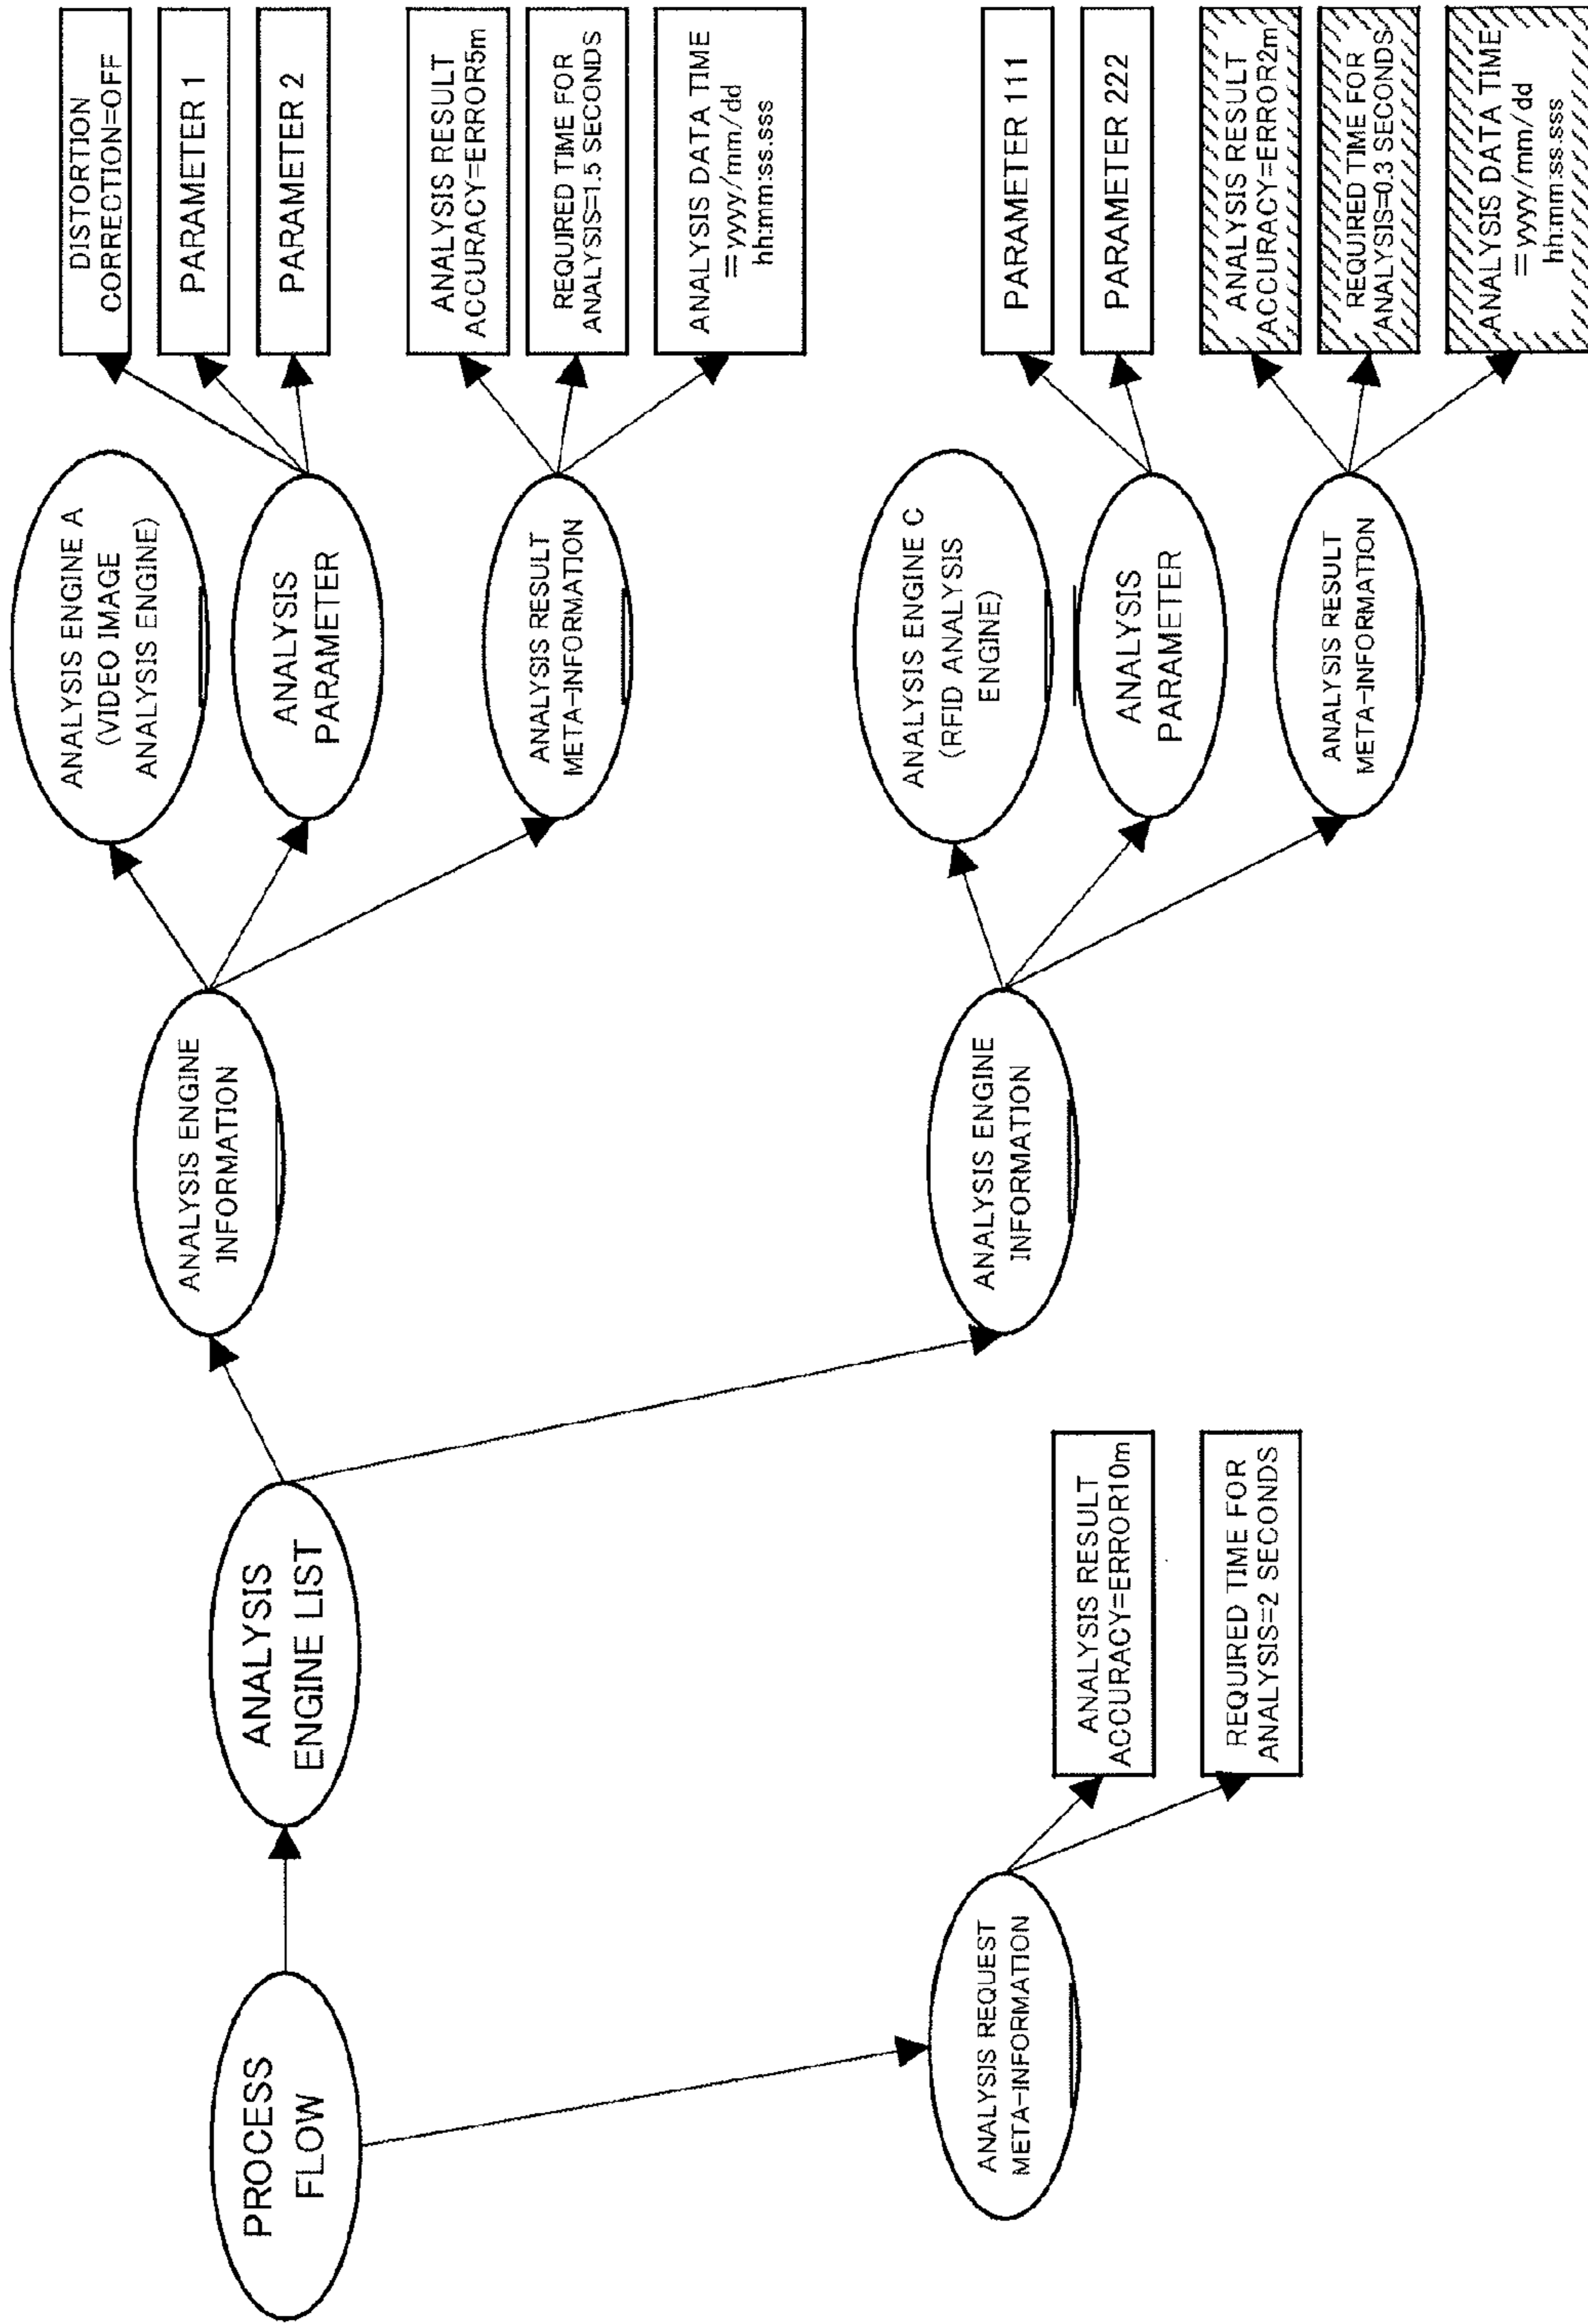 PROCESS
FLOW
ANALYSIS
ENGINE LIST
ANALYSIS ENGINE
INFORMATION
ANALYSIS ENGINE A
(VIDEO IMAGE
ANALYSIS ENGINE)
ANALYSIS
PARAMETER
DISTORTION
CORRECTION=OFF
PARAMETER 1
PARAMETER 2
ANALYSIS RESULT
META-INFORMATION
ANALYSIS RESULT
ACCURACY=ERROR5m
REQUIRED TIME FOR
ANALYSIS=1.5 SECONDS
ANALYSIS DATA TIME
=yyyy/mm/dd
hh:mm:ss.sss
ANALYSIS ENGINE
INFORMATION
ANALYSIS ENGINE C
(RFID ANALYSIS
ENGINE)
ANALYSIS
PARAMETER
PARAMETER 111
PARAMETER 222
ANALYSIS RESULT
META-INFORMATION
ANALYSIS RESULT
ACCURACY=ERROR2m
REQUIRED TIME FOR
ANALYSIS=0.3 SECONDS
ANALYSIS DATA TIME
=yyyy/mm/dd
hh:mm:ss.sss
ANALYSIS REQUEST
META-INFORMATION
ANALYSIS RESULT
ACCURACY=ERROR10m
REQUIRED TIME FOR
ANALYSIS=2 SECONDS